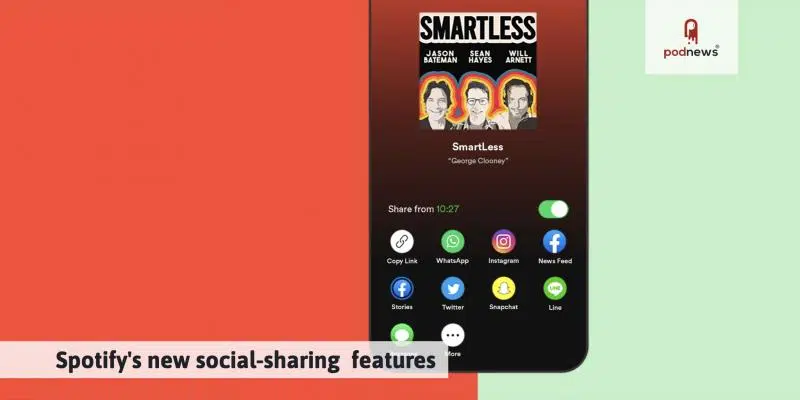 SMARTLESS
JASON BATEMAN
SEAN HAYES
WILL ARNETT
podnews®
SmartLess
"George Clooney"
Share from 10:27
Copy Link
WhatsApp
Instagram
News Feed
Stories
Twitter
Snapchat
Line
More
Spotify's new social-sharing features